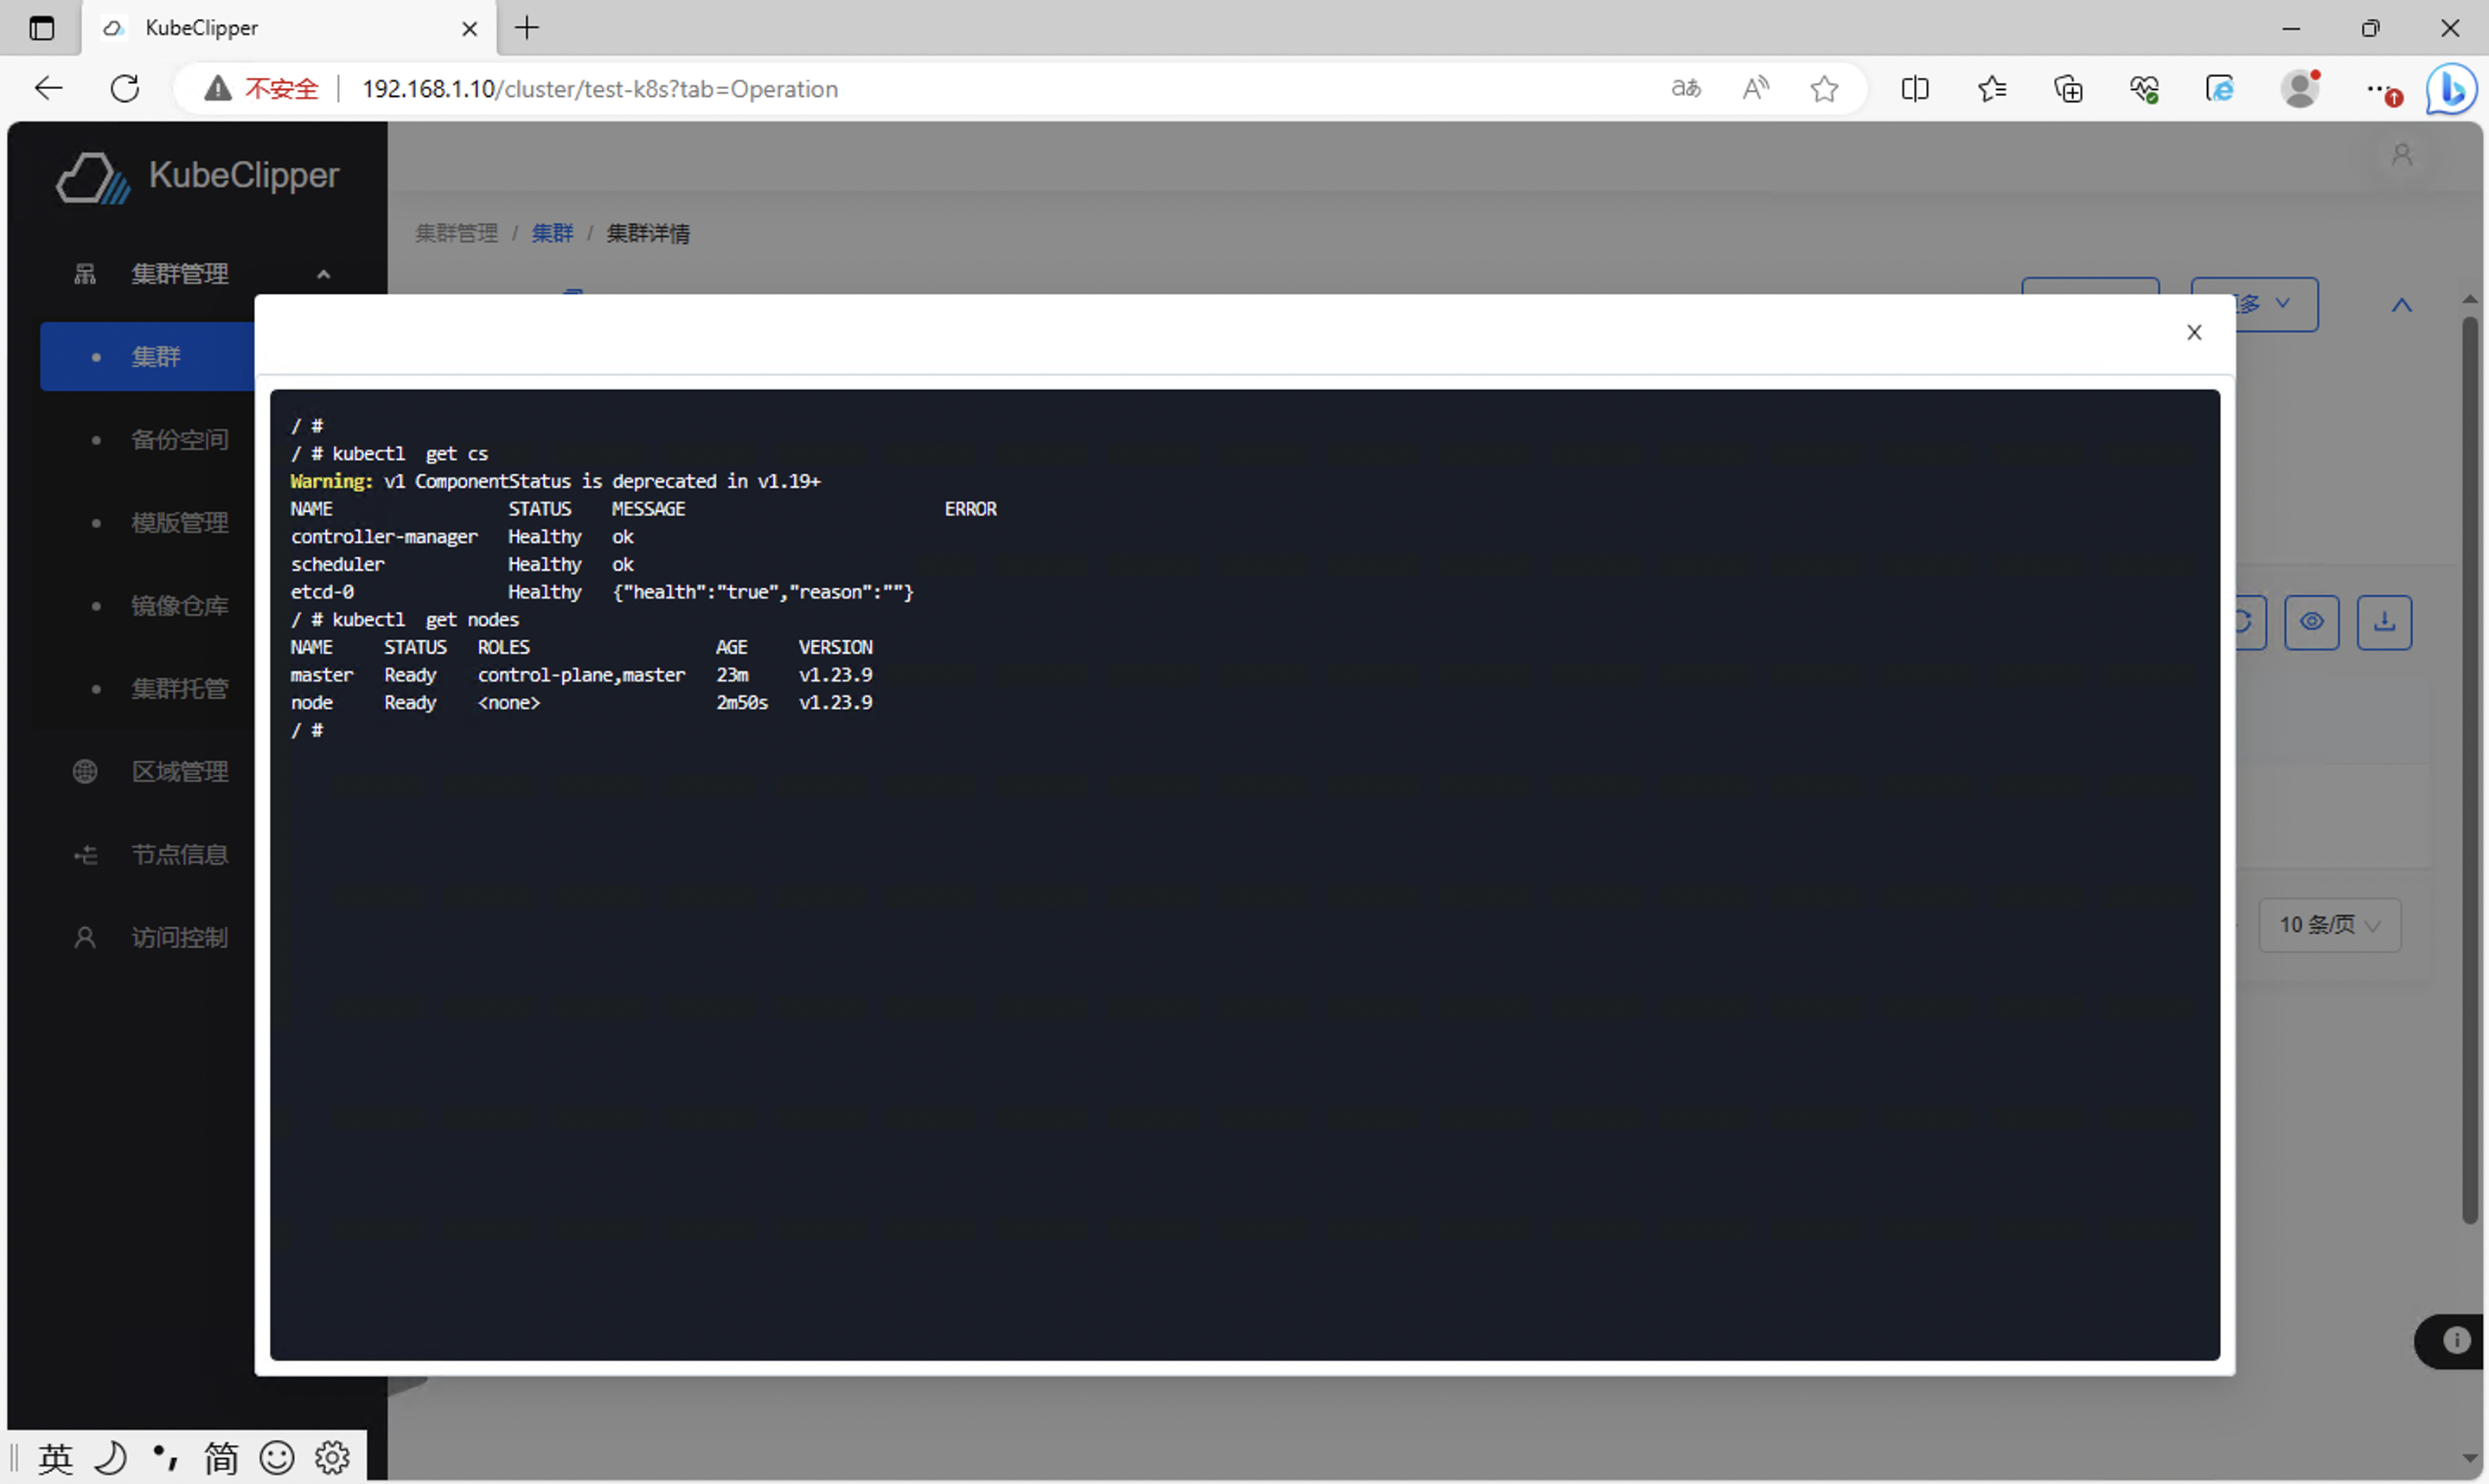 KubeClipper
不安全 192.168.1.10/cluster/test-k8s?tab=Operation
KubeClipper
集群管理 / 集群 / 集群详情
集群管理
集群
备份空间
模版管理
镜像仓库
集群托管
区域管理
节点信息
访问控制
多
/ #
/ # kubectl  get cs
Warning: v1 ComponentStatus is deprecated in v1.19+
NAME                 STATUS    MESSAGE                         ERROR
controller-manager   Healthy   ok
scheduler            Healthy   ok
etcd-0               Healthy   {"health":"true","reason":""}
/ # kubectl  get nodes
NAME     STATUS   ROLES                  AGE     VERSION
master   Ready    control-plane,master   23m     v1.23.9
node     Ready    <none>                 2m50s   v1.23.9
/ #
10 条/页
英 简